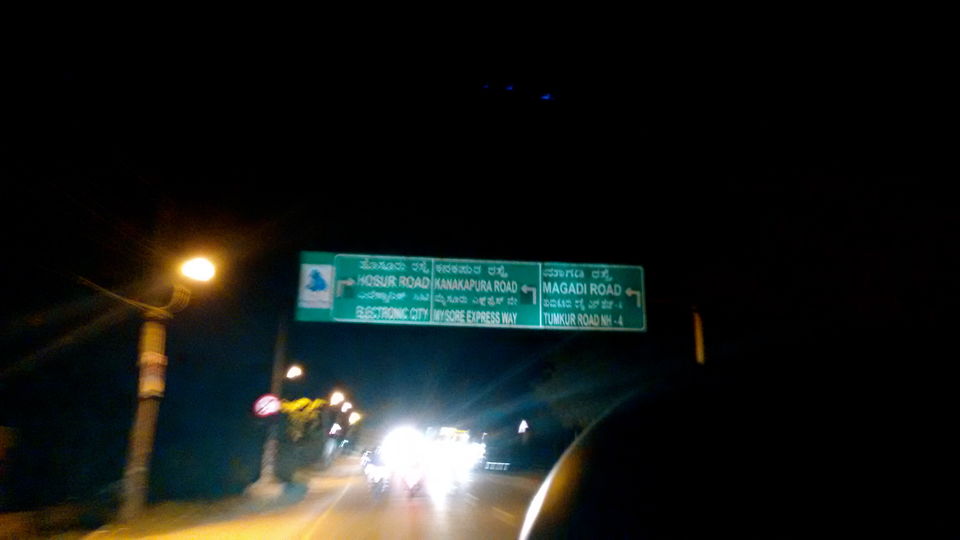 ಹೊಸೂರು ರಸ್ತೆ
HOSUR ROAD
ELECTRONIC CITY
ಕನಕಪುರ ರಸ್ತೆ
KANAKAPURA ROAD
ಮೈಸೂರು ಎಕ್ಸ್‌ಪ್ರೆಸ್ ವೇ
MYSORE EXPRESS WAY
ಮಾಗಡಿ ರಸ್ತೆ
MAGADI ROAD
TUMKUR ROAD NH - 4